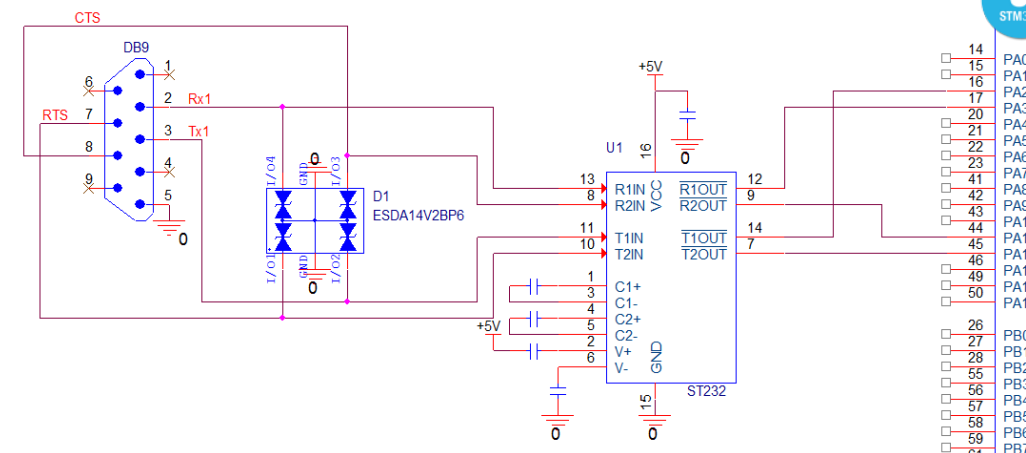 CTS
STM3
DB9
1
6
2 Rx1
RTS 7
3 Tx1
8
4
9
5
0
I/O4
GND
0
I/O3
D1
ESDA14V2BP6
I/O1
GND
0
I/O2
+5V
0
U1
16
VCC
13 R1IN R1OUT 12
8 R2IN R2OUT 9
11 T1IN T1OUT 14
10 T2IN T2OUT 7
1 C1+
3 C1-
4 C2+
5 C2-
+5V
2 V+
6 V-
GND
15
ST232
0
0
14 PA0
15 PA1
16 PA2
17 PA3
20 PA4
21 PA5
22 PA6
23 PA7
41 PA8
42 PA9
43 PA1
44 PA1
45 PA1
46 PA1
49 PA1
50 PA1
26 PB0
27 PB1
28 PB2
55 PB3
56 PB4
57 PB5
58 PB6
59 PB7
61